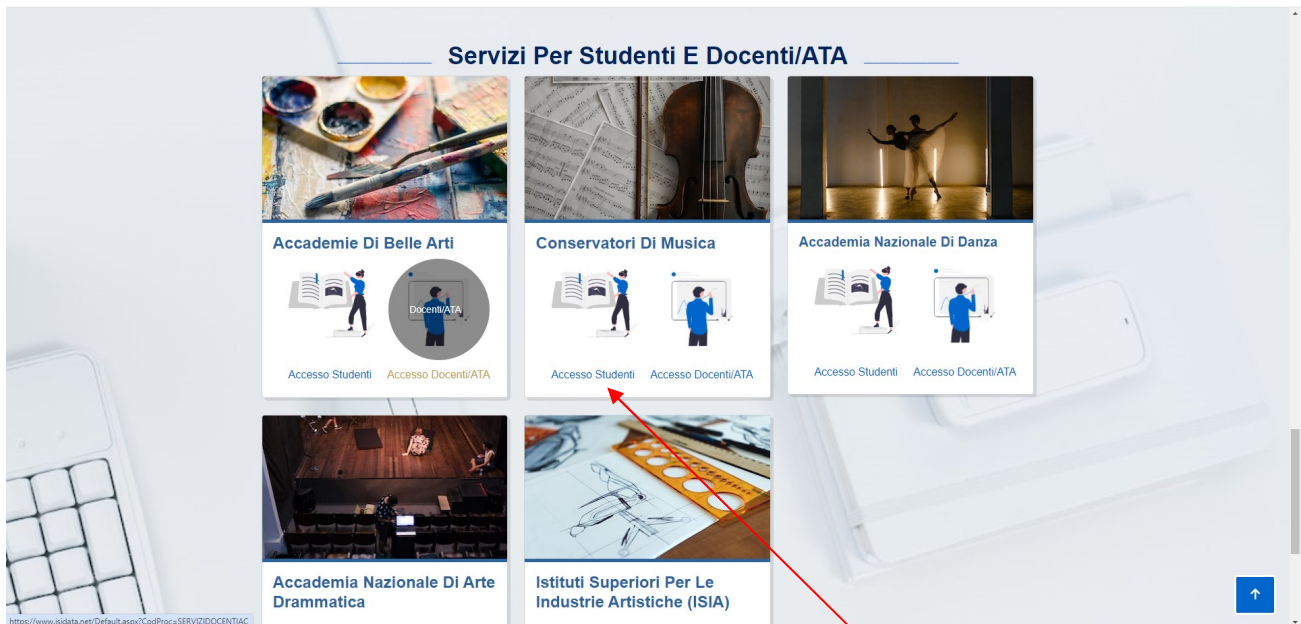 Servizi Per Studenti E Docenti/ATA
Accademie Di Belle Arti
Docenti/ATA
Accesso Studenti Accesso Docenti/ATA
Conservatori Di Musica
Accesso Studenti Accesso Docenti/ATA
Accademia Nazionale Di Danza
Accesso Studenti Accesso Docenti/ATA
Accademia Nazionale Di Arte
Drammatica
Istituti Superiori Per Le
Industrie Artistiche (ISIA)
https://www.isidata.net/Default.aspx?CodProc=SERVIZIDOCENTIAC